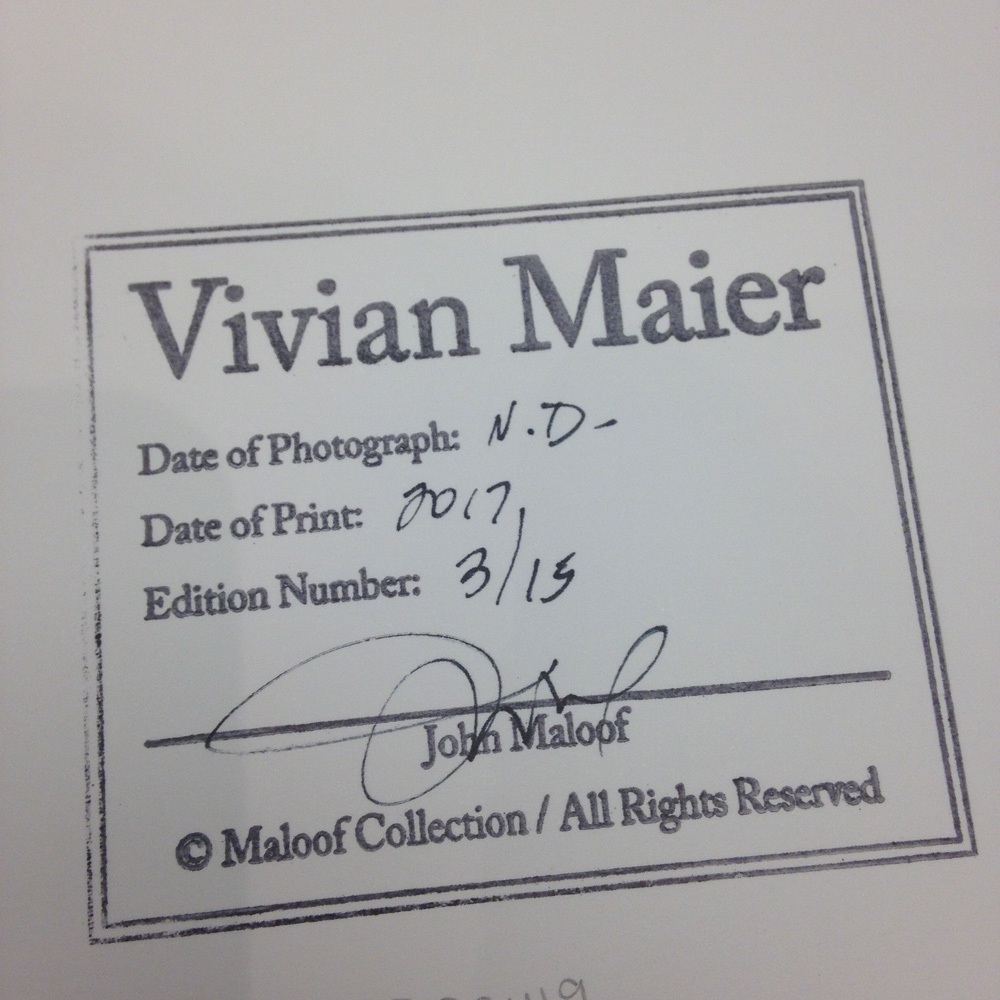 Vivian Maier
Date of Photograph: N.D-
Date of Print: 2017
Edition Number: 3/15
John Maloof
© Maloof Collection / All Rights Reserved